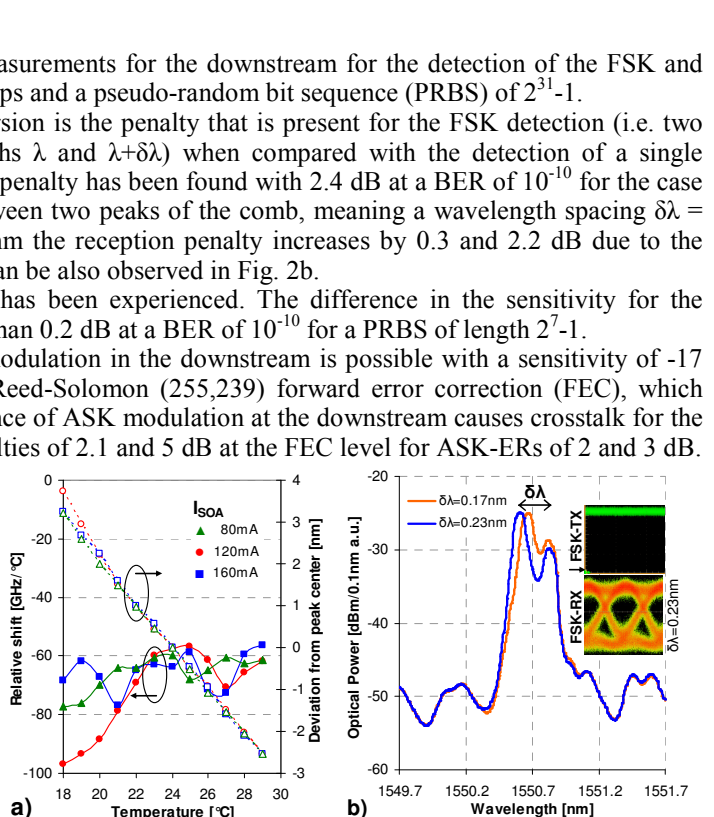 asurements for the downstream for the detection of the FSK and
ps and a pseudo-random bit sequence (PRBS) of 2^31-1.
rsion is the penalty that is present for the FSK detection (i.e. two
hs λ and λ+δλ) when compared with the detection of a single
penalty has been found with 2.4 dB at a BER of 10^-10 for the case
ween two peaks of the comb, meaning a wavelength spacing δλ =
nm the reception penalty increases by 0.3 and 2.2 dB due to the
an be also observed in Fig. 2b.
has been experienced. The difference in the sensitivity for the
han 0.2 dB at a BER of 10^-10 for a PRBS of length 2^7-1.
modulation in the downstream is possible with a sensitivity of -17
Reed-Solomon (255,239) forward error correction (FEC), which
nce of ASK modulation at the downstream causes crosstalk for the
lties of 2.1 and 5 dB at the FEC level for ASK-ERs of 2 and 3 dB.
Relative shift [GHz/°C]
0
-20
-40
-60
-80
-100
18 20 22 24 26 28 30
Temperature [°C]
4
3
2
1
0
-1
-2
-3
Deviation from peak center [nm]
I_SOA
80mA
120mA
160mA
a)
Optical Power [dBm/0.1nm a.u.]
-20
-30
-40
-50
-60
1549.7 1550.2 1550.7 1551.2 1551.7
Wavelength [nm]
δλ=0.17nm
δλ=0.23nm
δλ
FSK-TX
FSK-RX
δλ=0.23nm
b)